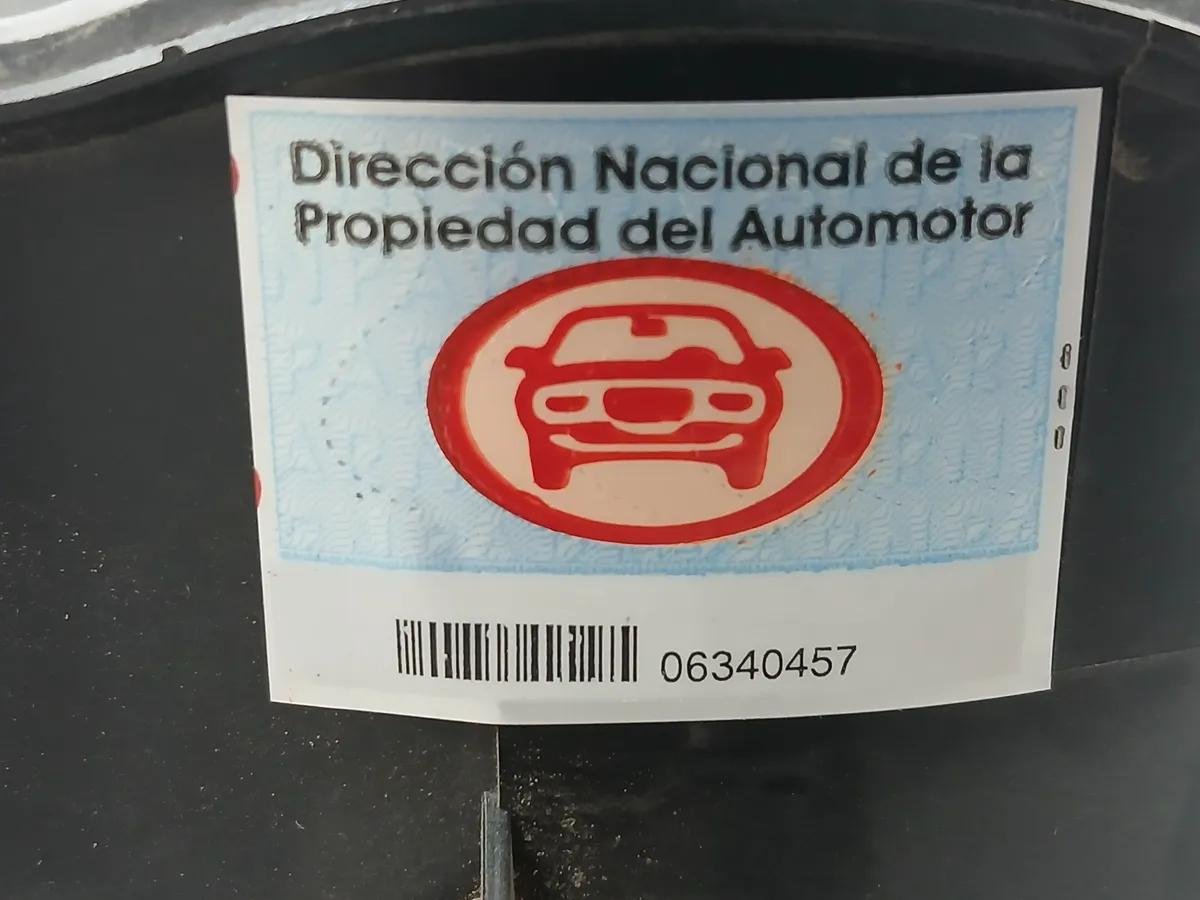 Dirección Nacional de la
Propiedad del Automotor
06340457